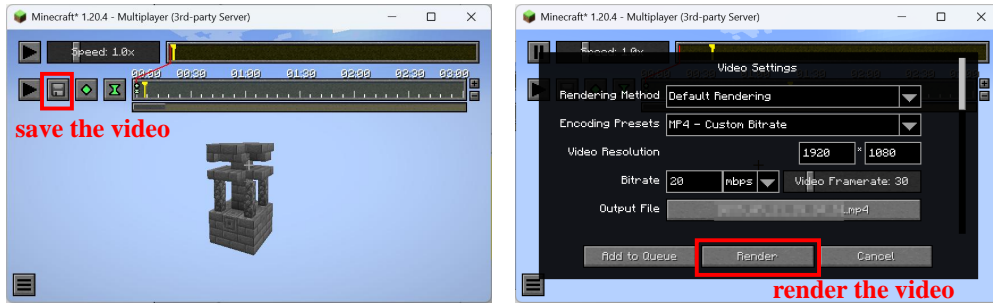 Minecraft* 1.20.4 - Multiplayer (3rd-party Server)
Speed: 1.0x
00:00 00:30 01:00 01:30 02:00 02:30 03:00
save the video
Minecraft* 1.20.4 - Multiplayer (3rd-party Server)
Speed: 1.0x
Video Settings
Rendering Method Default Rendering
Encoding Presets MP4 - Custom Bitrate
Video Resolution 1920 * 1080
Bitrate 20 mbps Video Framerate: 30
Output File .mp4
Add to Queue Render Cancel
render the video